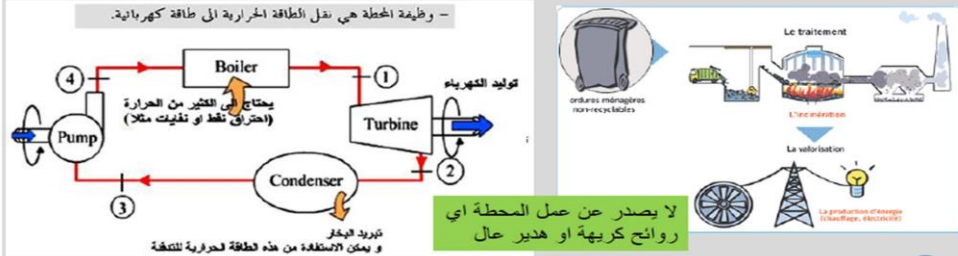 – وظيفة المحطة هي نقل الطاقة الحرارية الى طاقة كهربائية.
Boiler
4
1
يحتاج الى الكثير من الحرارة
(احتراق نفط او نفايات مثلا)
توليد الكهرباء
Pump
Turbine
2
Condenser
3
تبريد البخار
و يمكن الاستفادة من هذه الطاقة الحرارية للتدفئة
لا يصدر عن عمل المحطة اي
روائح كريهة او هدير عال
Le traitement
ordures ménagères
non-recyclables
L'incinération
La valorisation
La production d'énergie
(chauffage, électricité)